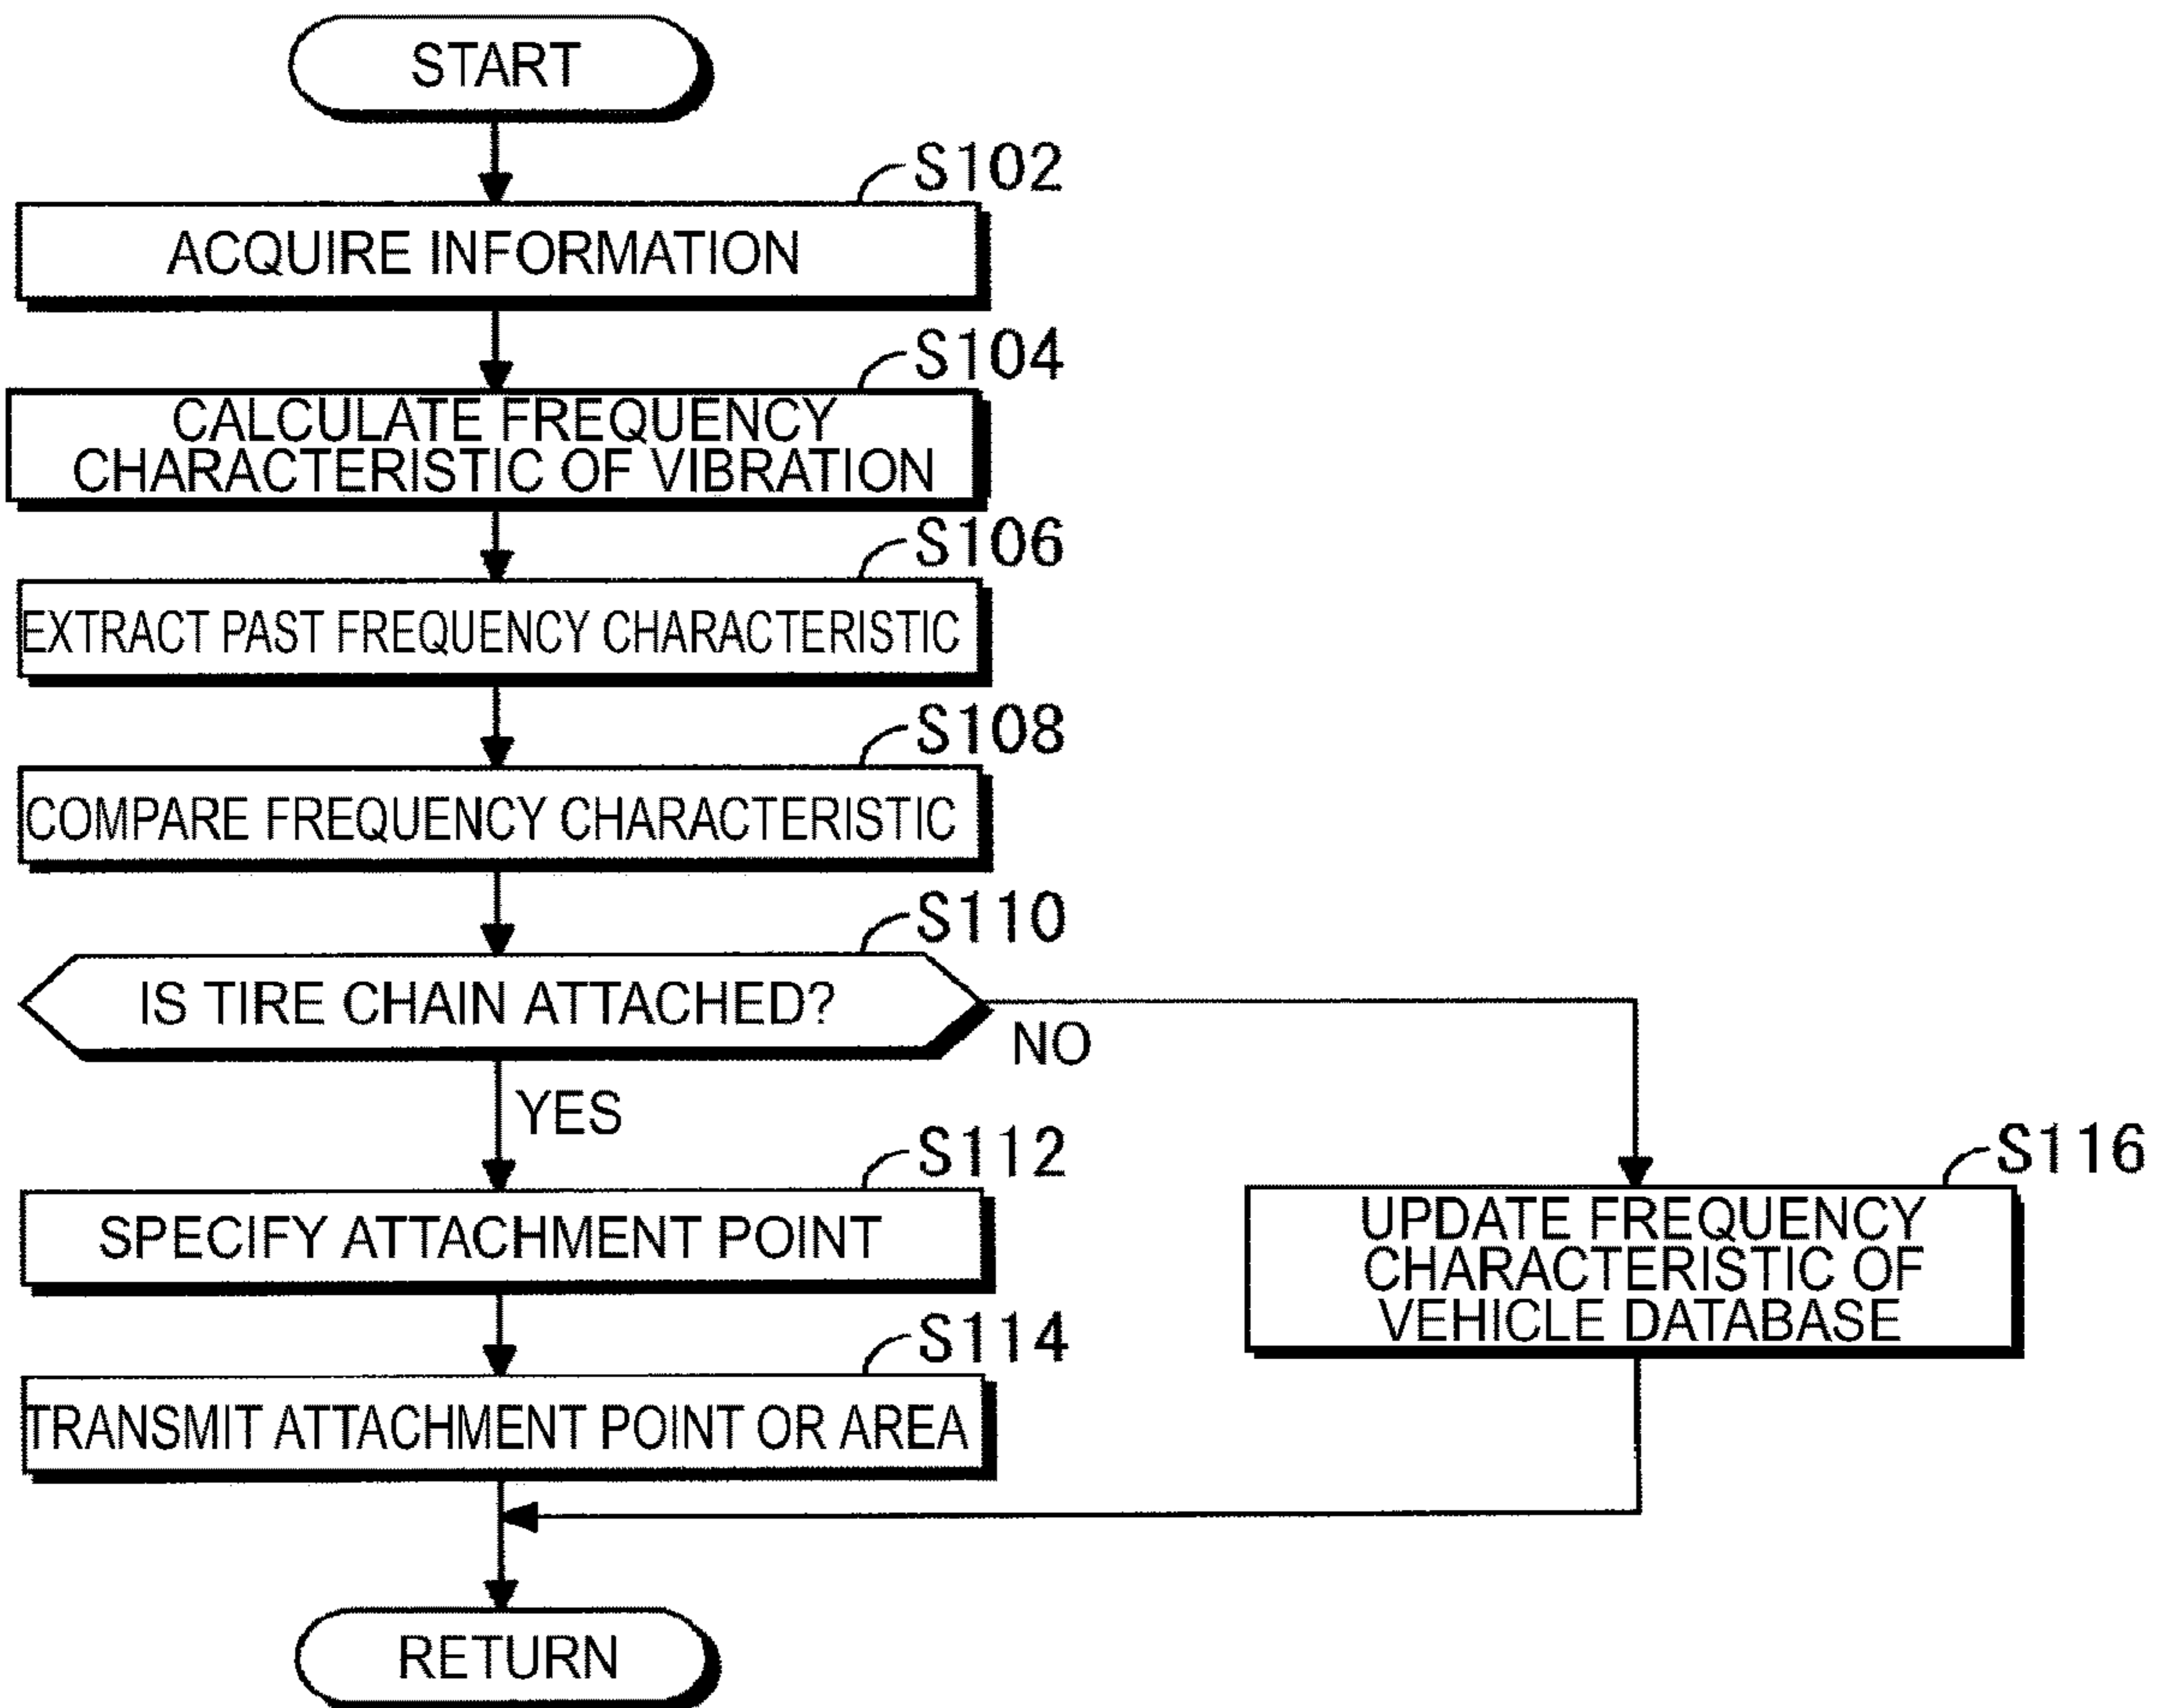 START
S102
ACQUIRE INFORMATION
S104
CALCULATE FREQUENCY
CHARACTERISTIC OF VIBRATION
S106
EXTRACT PAST FREQUENCY CHARACTERISTIC
S108
COMPARE FREQUENCY CHARACTERISTIC
S110
IS TIRE CHAIN ATTACHED?
NO
YES
S112
SPECIFY ATTACHMENT POINT
S116
UPDATE FREQUENCY
CHARACTERISTIC OF
VEHICLE DATABASE
S114
TRANSMIT ATTACHMENT POINT OR AREA
RETURN